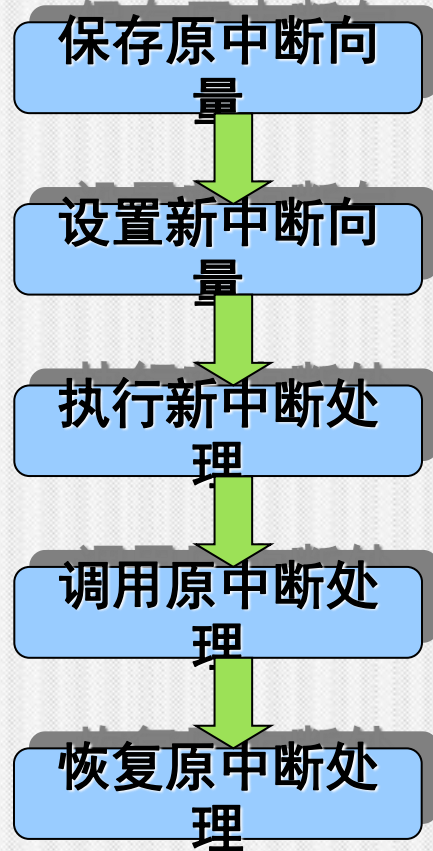 保存原中断向
量
设置新中断向
量
执行新中断处
理
调用原中断处
理
恢复原中断处
理